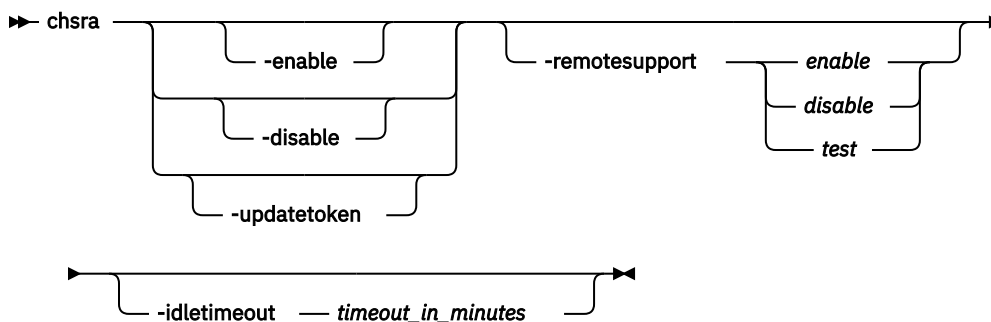 chsra
-enable
-disable
-updatetoken
-remotesupport
enable
disable
test
-idletimeout timeout_in_minutes